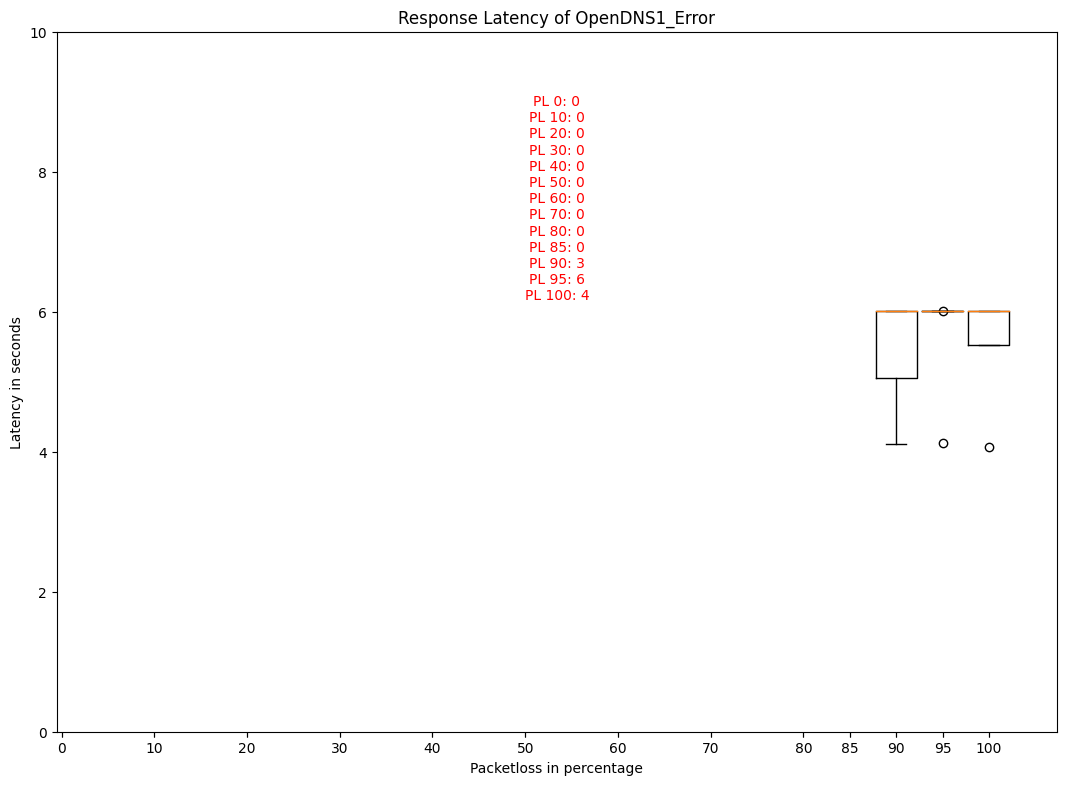 Response Latency of OpenDNS1_Error
10
8
6
4
2
0
Latency in seconds
PL 0: 0
PL 10: 0
PL 20: 0
PL 30: 0
PL 40: 0
PL 50: 0
PL 60: 0
PL 70: 0
PL 80: 0
PL 85: 0
PL 90: 3
PL 95: 6
PL 100: 4
0 10 20 30 40 50 60 70 80 85 90 95 100
Packetloss in percentage